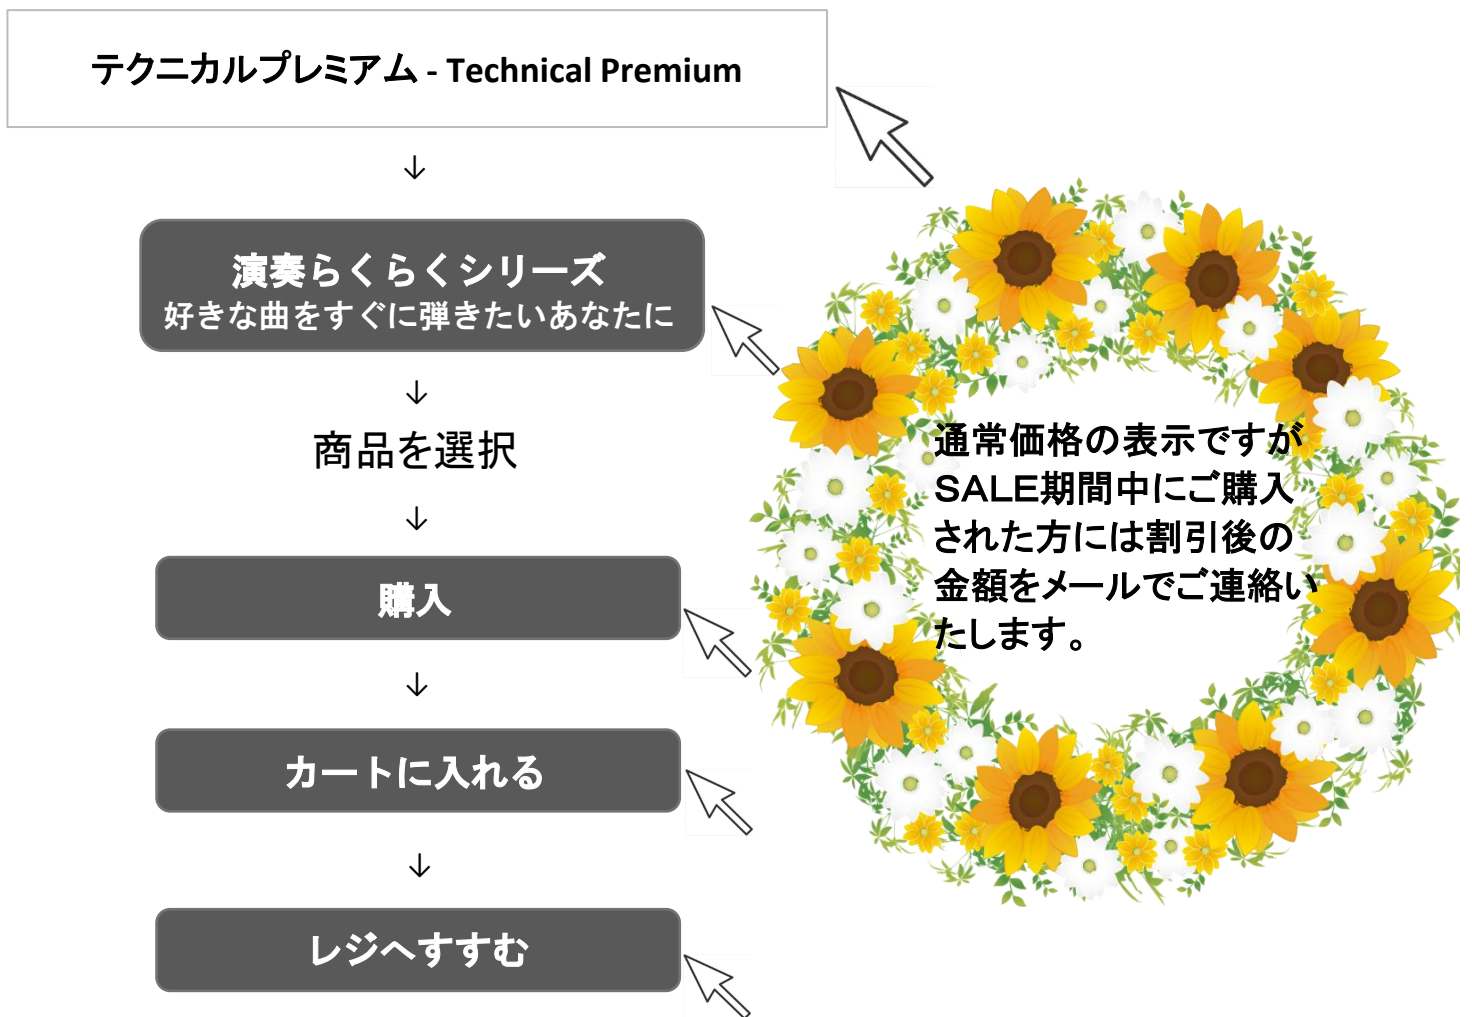 テクニカルプレミアム - Technical Premium
↓
演奏らくらくシリーズ
好きな曲をすぐに弾きたいあなたに
↓
商品を選択
↓
購入
↓
カートに入れる
↓
レジへすすむ
通常価格の表示ですが
SALE期間中にご購入
された方には割引後の
金額をメールでご連絡い
たします。